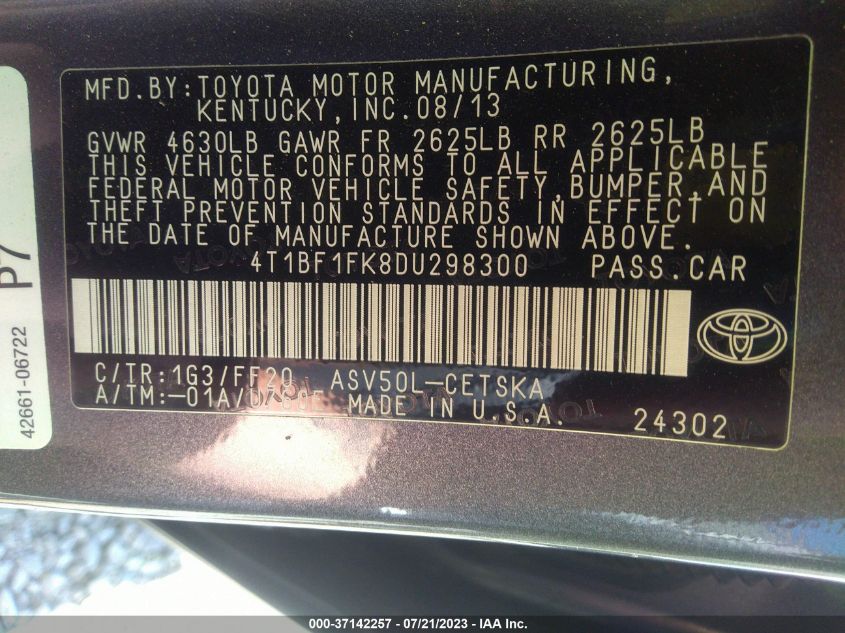 MFD.BY:TOYOTA MOTOR MANUFACTURING,
KENTUCKY,INC.08/13
GVWR 4630LB GAWR FR 2625LB RR 2625LB
THIS VEHICLE CONFORMS TO ALL APPLICABLE
FEDERAL MOTOR VEHICLE SAFETY,BUMPER,AND
THEFT PREVENTION STANDARDS IN EFFECT ON
THE DATE OF MANUFACTURE SHOWN ABOVE.
4T1BF1FK8DU298300 PASS.CAR
C/TR:1G3/FF20 ASV50L-CETSKA
A/TM:-01A/ MADE IN U.S.A.
24302
P7
42661-06722
000-37142257 - 07/21/2023 - IAA Inc.